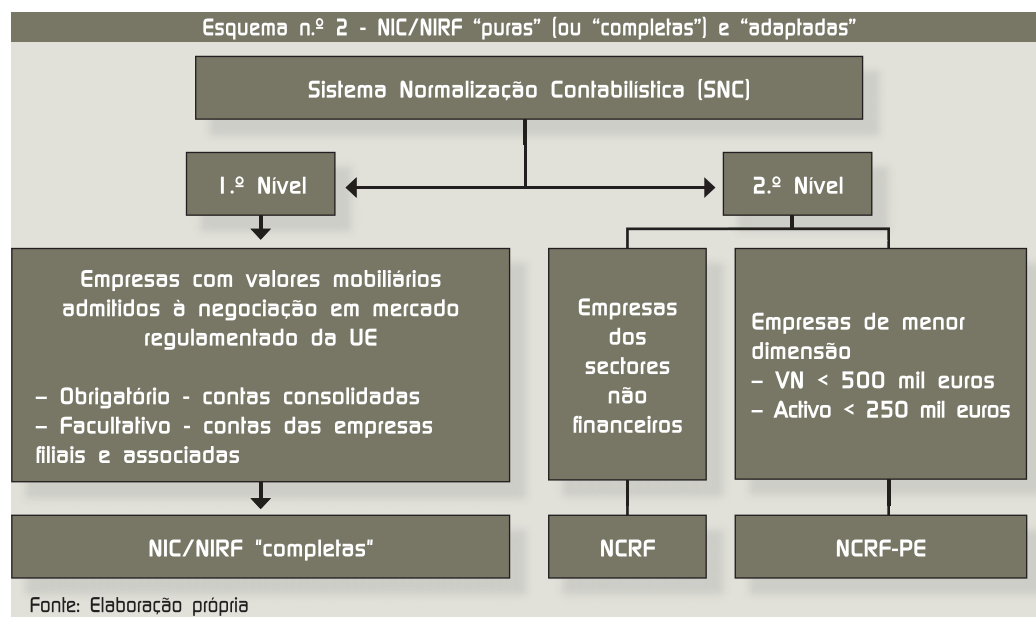 Esquema n.º 2 - NIC/NIRF “puras” (ou “completas”) e “adaptadas”
Sistema Normalização Contabilística (SNC)
1.º Nível
2.º Nível
Empresas com valores mobiliários
admitidos à negociação em mercado
regulamentado da UE
– Obrigatório - contas consolidadas
– Facultativo - contas das empresas
filiais e associadas
Empresas
dos
sectores
não
financeiros
Empresas de menor
dimensão
– VN < 500 mil euros
– Activo < 250 mil euros
NIC/NIRF "completas"
NCRF
NCRF-PE
Fonte: Elaboração própria